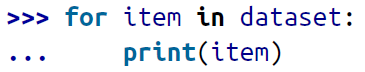 >>> for item in dataset:
...     print(item)